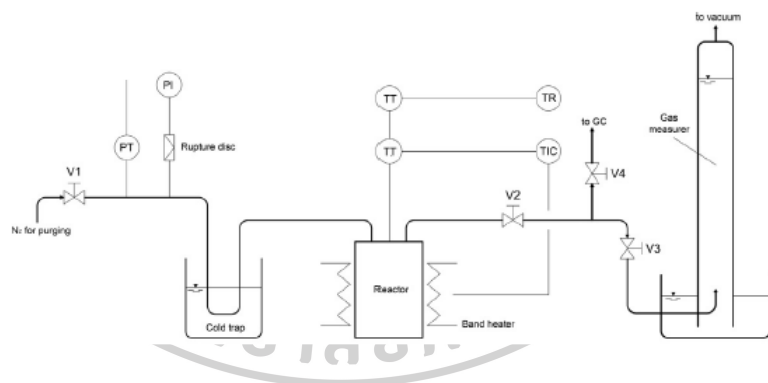 to vacuum
PI
TT
TR
to GC
Gas
measurer
PT
Rupture disc
TT
TIC
V1
V4
V2
N₂ for purging
V3
Reactor
Cold trap
Band heater